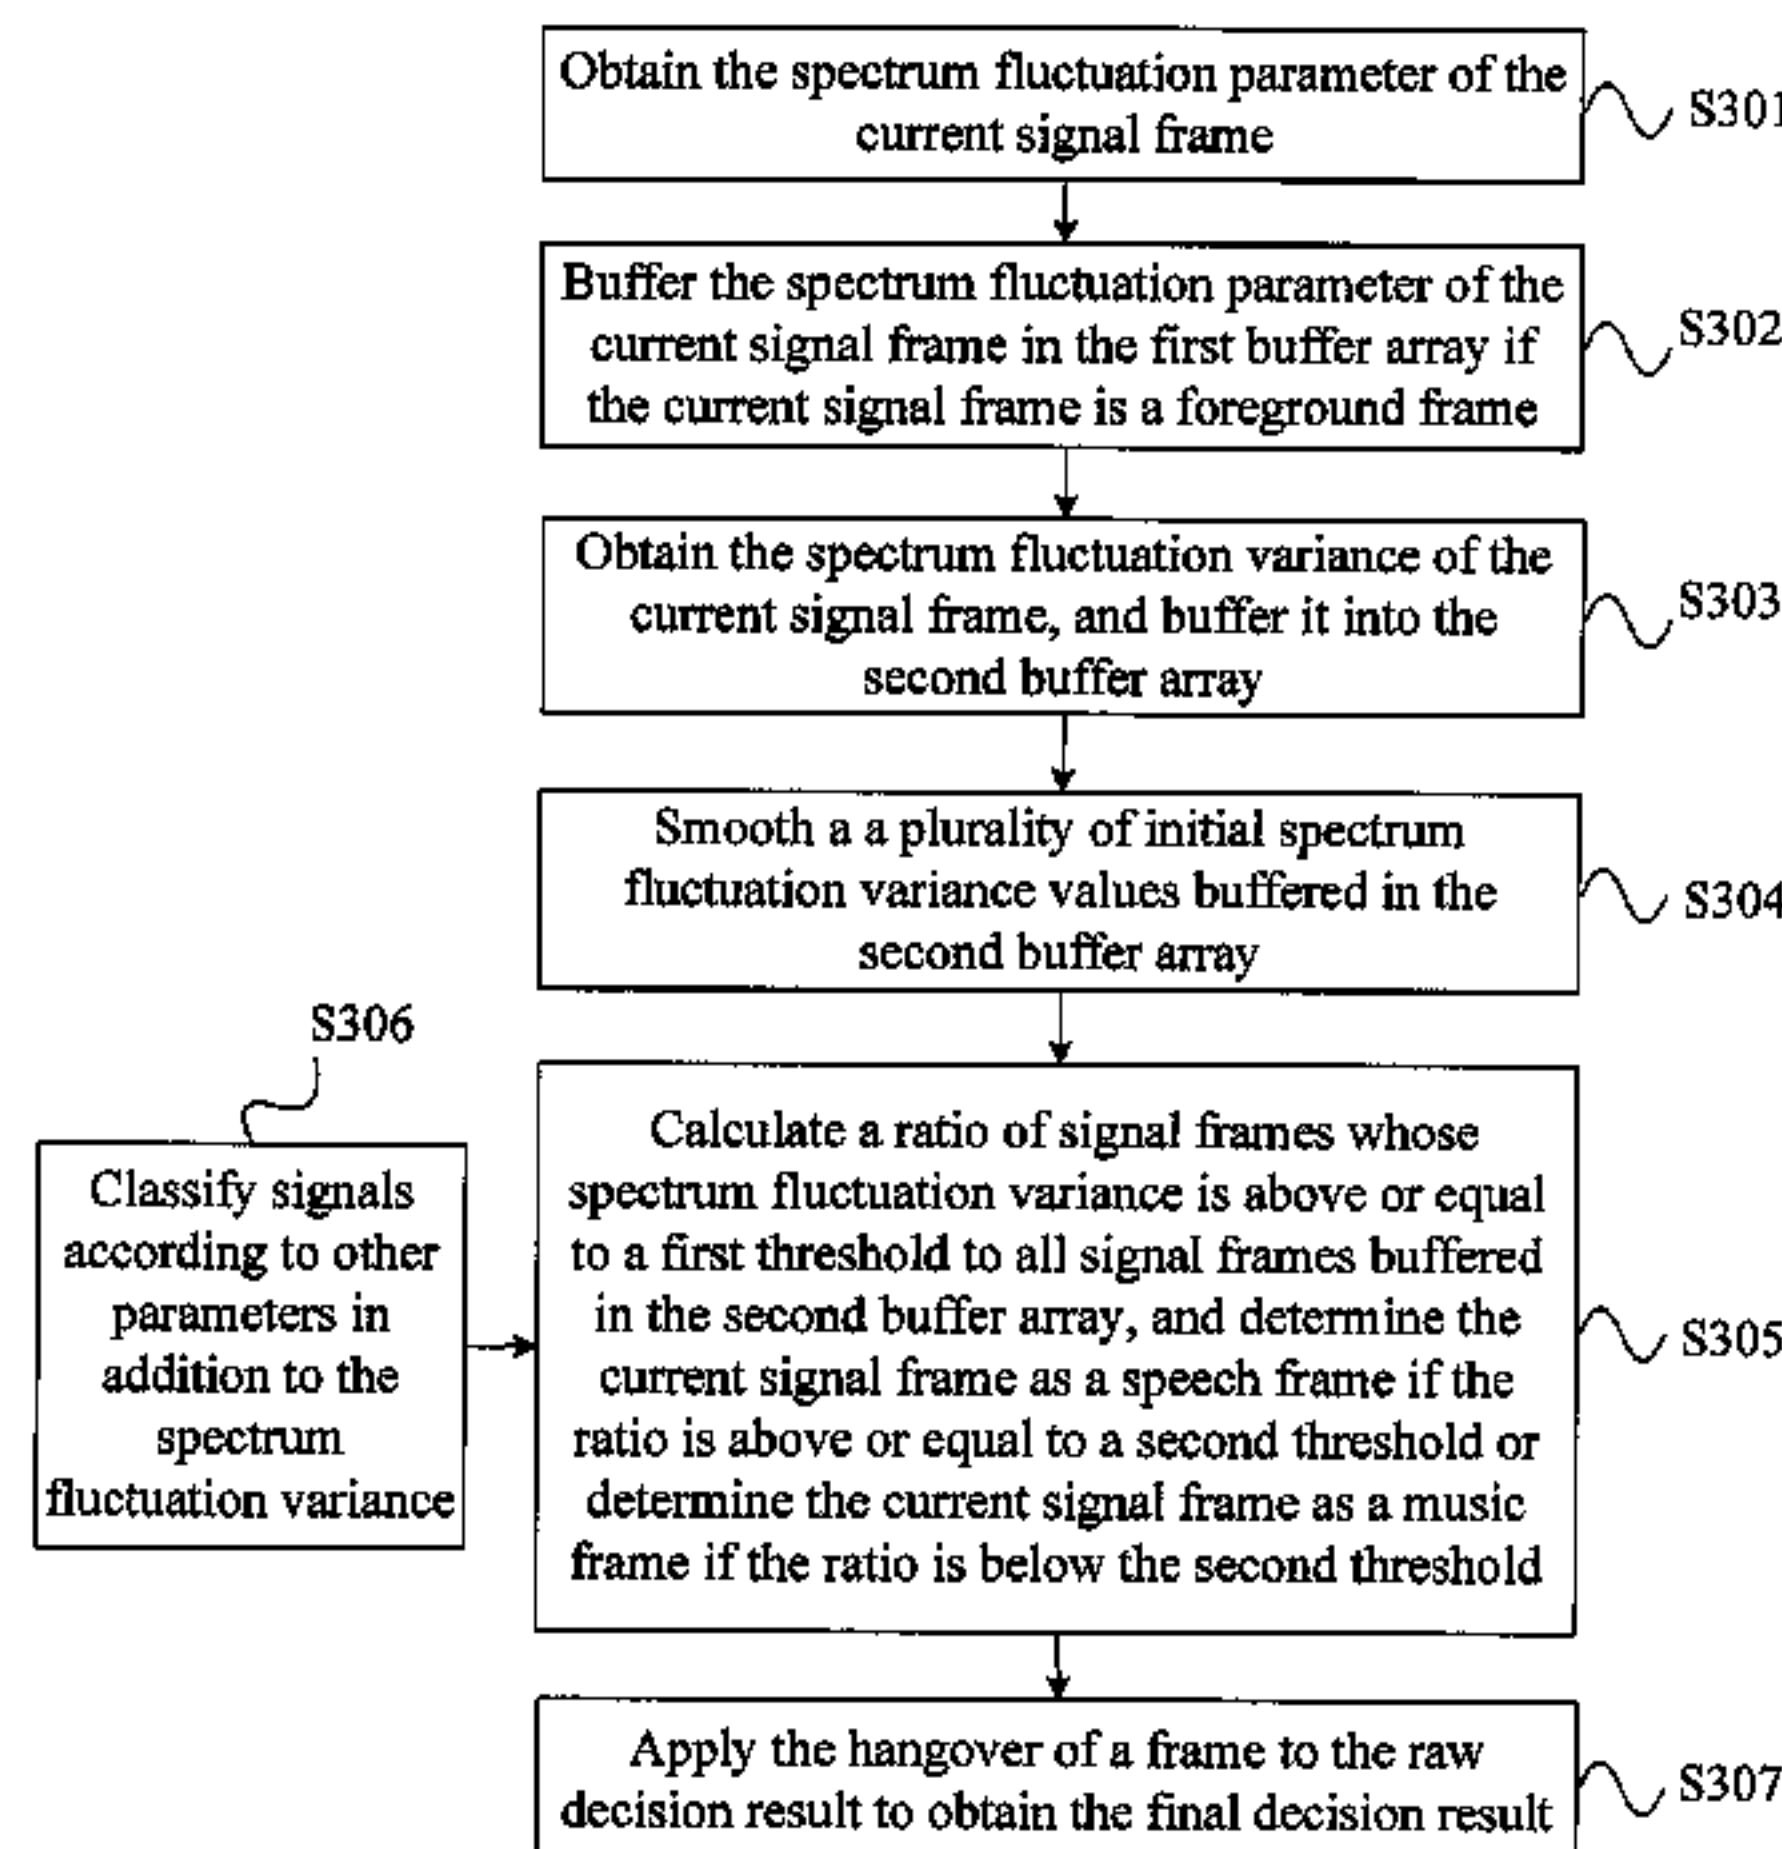 Obtain the spectrum fluctuation parameter of the
current signal frame
S301
Buffer the spectrum fluctuation parameter of the
current signal frame in the first buffer array if
the current signal frame is a foreground frame
S302
Obtain the spectrum fluctuation variance of the
current signal frame, and buffer it into the
second buffer array
S303
Smooth a a plurality of initial spectrum
fluctuation variance values buffered in the
second buffer array
S304
S306
Classify signals
according to other
parameters in
addition to the
spectrum
fluctuation variance
Calculate a ratio of signal frames whose
spectrum fluctuation variance is above or equal
to a first threshold to all signal frames buffered
in the second buffer array, and determine the
current signal frame as a speech frame if the
ratio is above or equal to a second threshold or
determine the current signal frame as a music
frame if the ratio is below the second threshold
S305
Apply the hangover of a frame to the raw
decision result to obtain the final decision result
S307